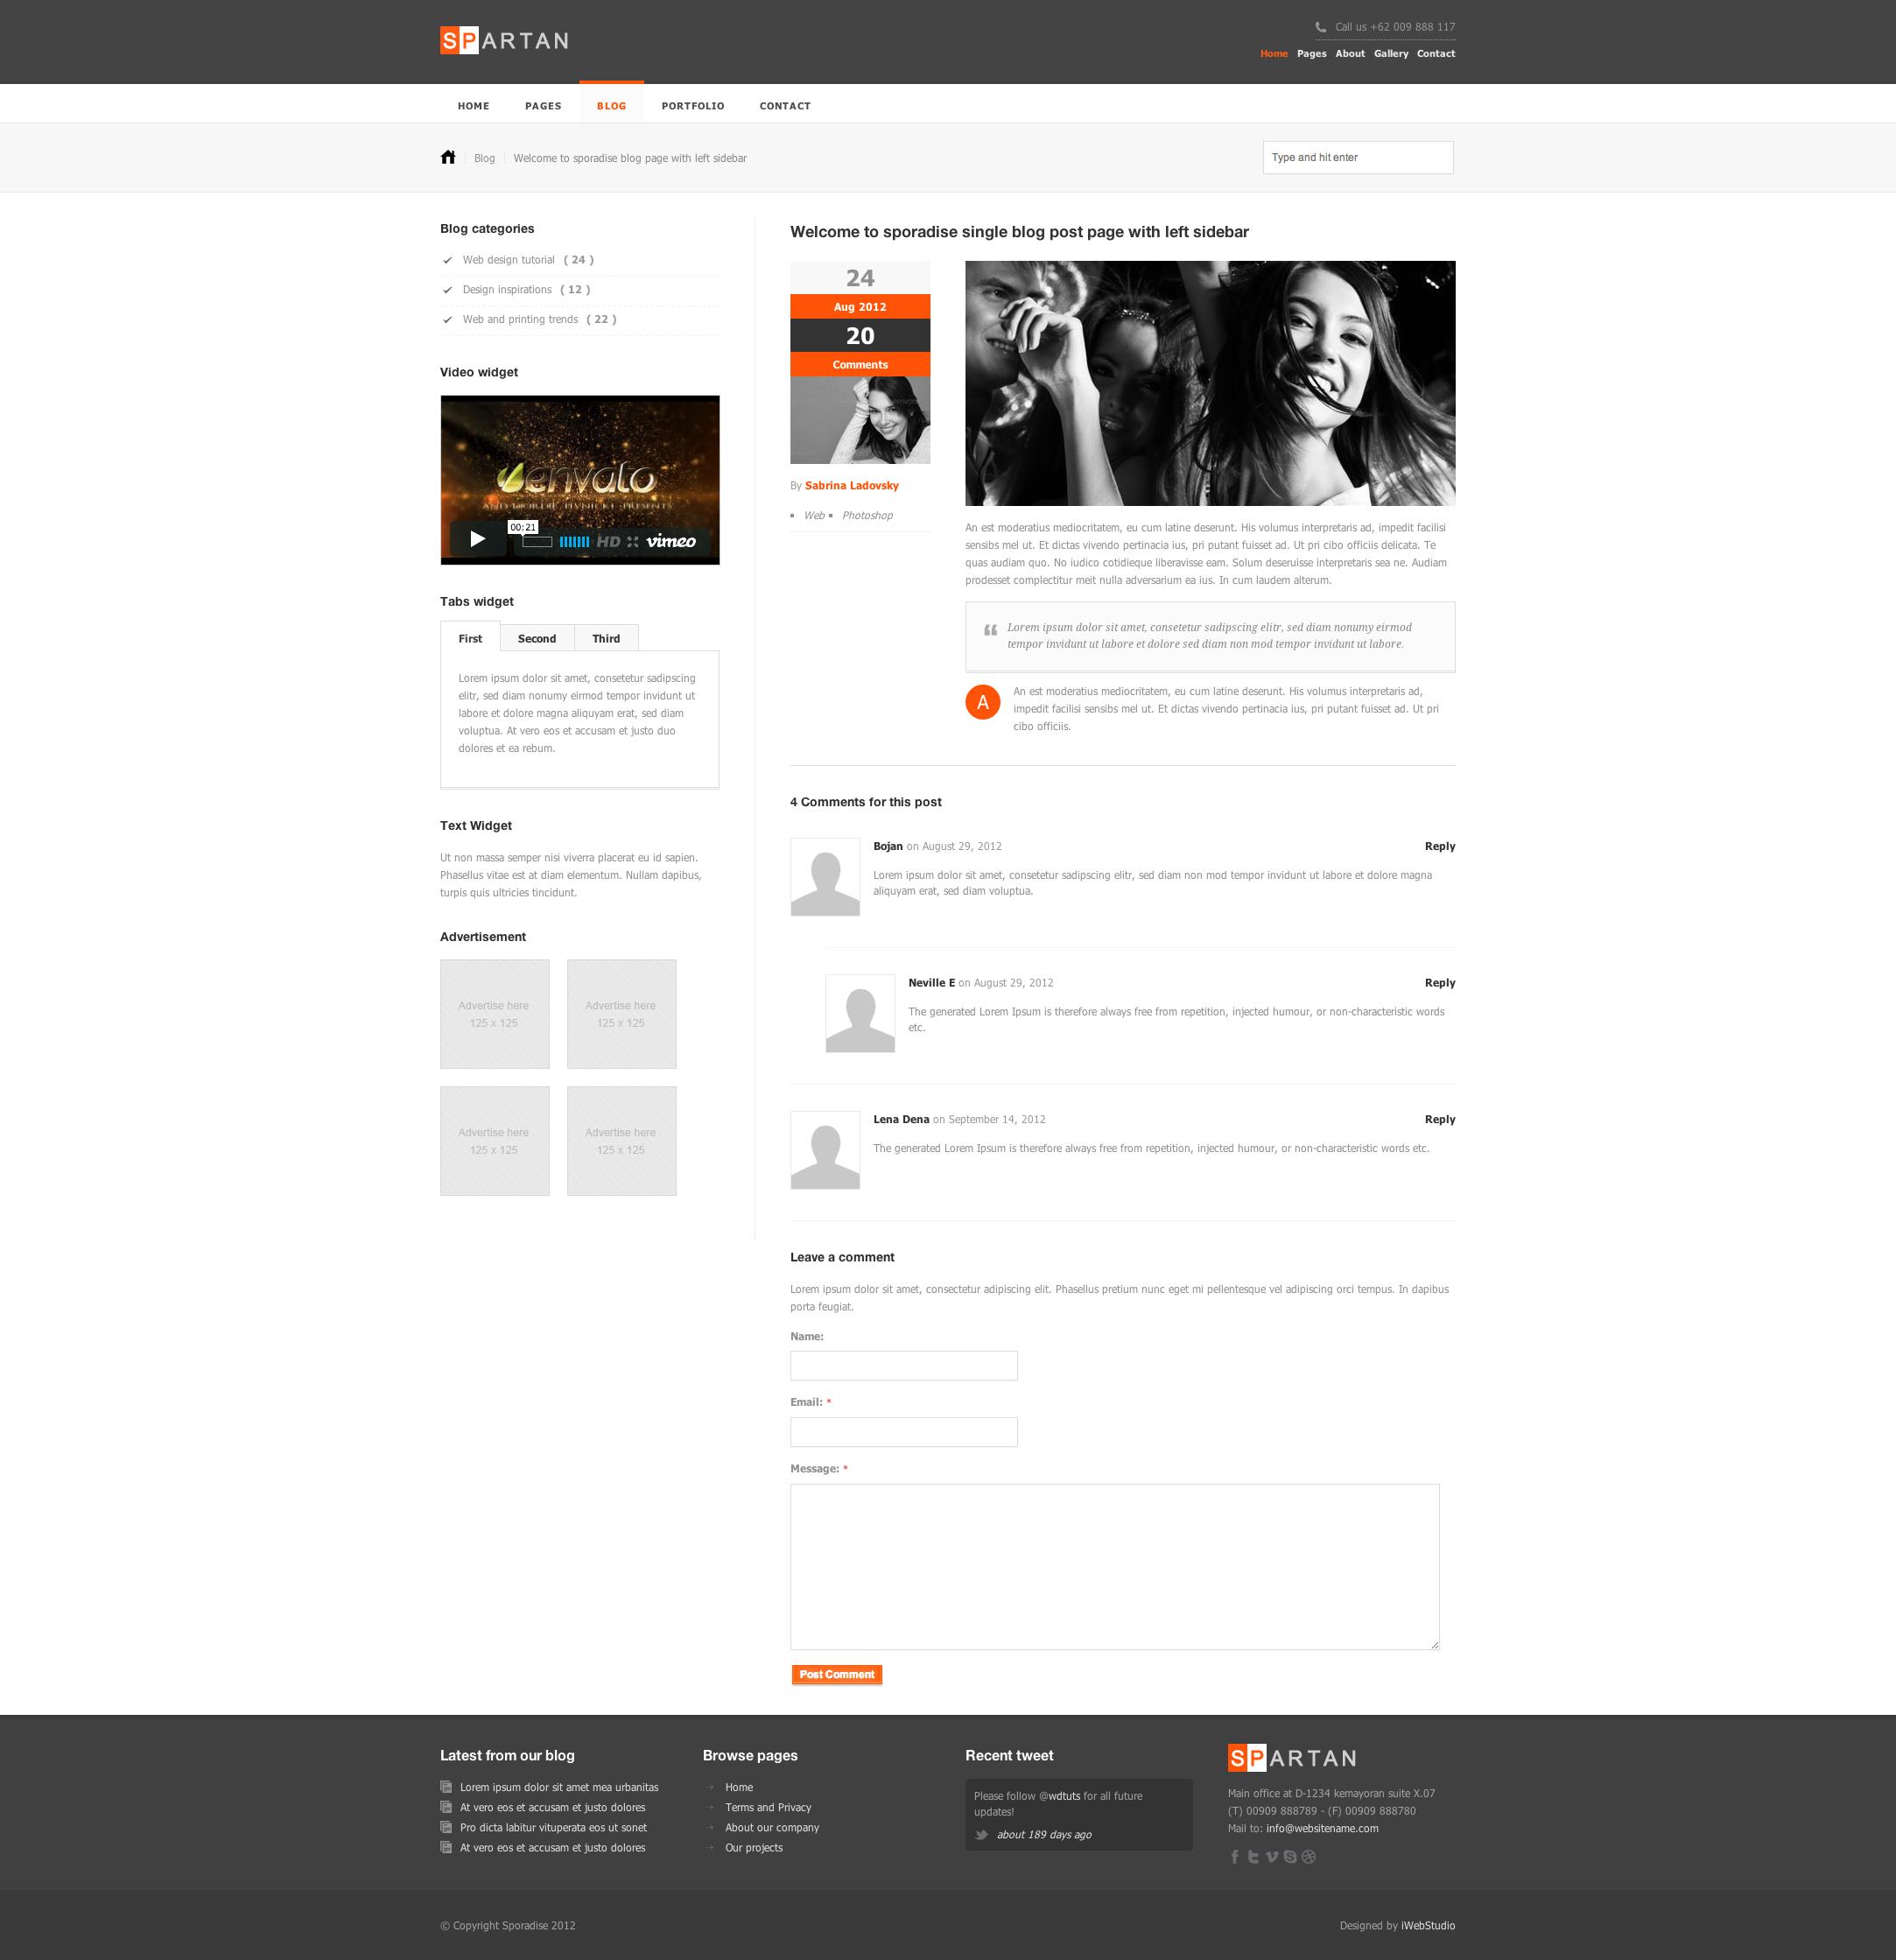 SPARTAN
Call us +62 009 888 117
Home Pages About Gallery Contact
HOME PAGES BLOG PORTFOLIO CONTACT
Blog Welcome to sporadise blog page with left sidebar
Type and hit enter
Blog categories
Web design tutorial ( 24 )
Design inspirations ( 12 )
Web and printing trends ( 22 )
Video widget
envato
00:21
HD vimeo
Tabs widget
First Second Third
Lorem ipsum dolor sit amet, consetetur sadipscing
elitr, sed diam nonumy eirmod tempor invidunt ut
labore et dolore magna aliquyam erat, sed diam
voluptua. At vero eos et accusam et justo duo
dolores et ea rebum.
Text Widget
Ut non massa semper nisi viverra placerat eu id sapien.
Phasellus vitae est at diam elementum. Nullam dapibus,
turpis quis ultricies tincidunt.
Advertisement
Advertise here
125 x 125
Advertise here
125 x 125
Advertise here
125 x 125
Advertise here
125 x 125
Welcome to sporadise single blog post page with left sidebar
24
Aug 2012
20
Comments
By Sabrina Ladovsky
Web Photoshop
An est moderatius mediocritatem, eu cum latine deserunt. His volumus interpretaris ad, impedit facilisi
sensibs mel ut. Et dictas vivendo pertinacia ius, pri putant fuisset ad. Ut pri cibo officiis delicata. Te
quas audiam quo. No iudico cotidieque liberavisse eam. Solum deseruisse interpretaris sea ne. Audiam
prodesset complectitur meit nulla adversarium ea ius. In cum laudem alterum.
“ Lorem ipsum dolor sit amet, consetetur sadipscing elitr, sed diam nonumy eirmod
tempor invidunt ut labore et dolore sed diam non mod tempor invidunt ut labore.
A
An est moderatius mediocritatem, eu cum latine deserunt. His volumus interpretaris ad,
impedit facilisi sensibs mel ut. Et dictas vivendo pertinacia ius, pri putant fuisset ad. Ut pri
cibo officiis.
4 Comments for this post
Bojan on August 29, 2012 Reply
Lorem ipsum dolor sit amet, consetetur sadipscing elitr, sed diam non mod tempor invidunt ut labore et dolore magna
aliquyam erat, sed diam voluptua.
Neville E on August 29, 2012 Reply
The generated Lorem Ipsum is therefore always free from repetition, injected humour, or non-characteristic words
etc.
Lena Dena on September 14, 2012 Reply
The generated Lorem Ipsum is therefore always free from repetition, injected humour, or non-characteristic words etc.
Leave a comment
Lorem ipsum dolor sit amet, consectetur adipiscing elit. Phasellus pretium nunc eget mi pellentesque vel adipiscing orci tempus. In dapibus
porta feugiat.
Name:
Email: *
Message: *
Post Comment
Latest from our blog
Lorem ipsum dolor sit amet mea urbanitas
At vero eos et accusam et justo dolores
Pro dicta labitur vituperata eos ut sonet
At vero eos et accusam et justo dolores
Browse pages
Home
Terms and Privacy
About our company
Our projects
Recent tweet
Please follow @wdtuts for all future
updates!
about 189 days ago
SPARTAN
Main office at D-1234 kemayoran suite X.07
(T) 00909 888789 - (F) 00909 888780
Mail to: info@websitename.com
© Copyright Sporadise 2012
Designed by iWebStudio